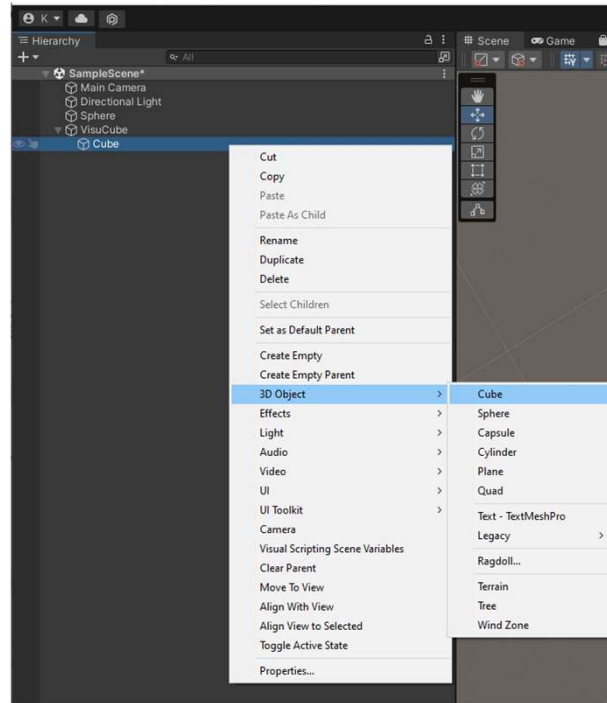 K
Hierarchy
All
SampleScene*
Main Camera
Directional Light
Sphere
VisuCube
Cube
Scene
Game
Cut
Copy
Paste
Paste As Child
Rename
Duplicate
Delete
Select Children
Set as Default Parent
Create Empty
Create Empty Parent
3D Object
Effects
Light
Audio
Video
UI
UI Toolkit
Camera
Visual Scripting Scene Variables
Clear Parent
Move To View
Align With View
Align View to Selected
Toggle Active State
Properties...
Cube
Sphere
Capsule
Cylinder
Plane
Quad
Text - TextMeshPro
Legacy
Ragdoll...
Terrain
Tree
Wind Zone